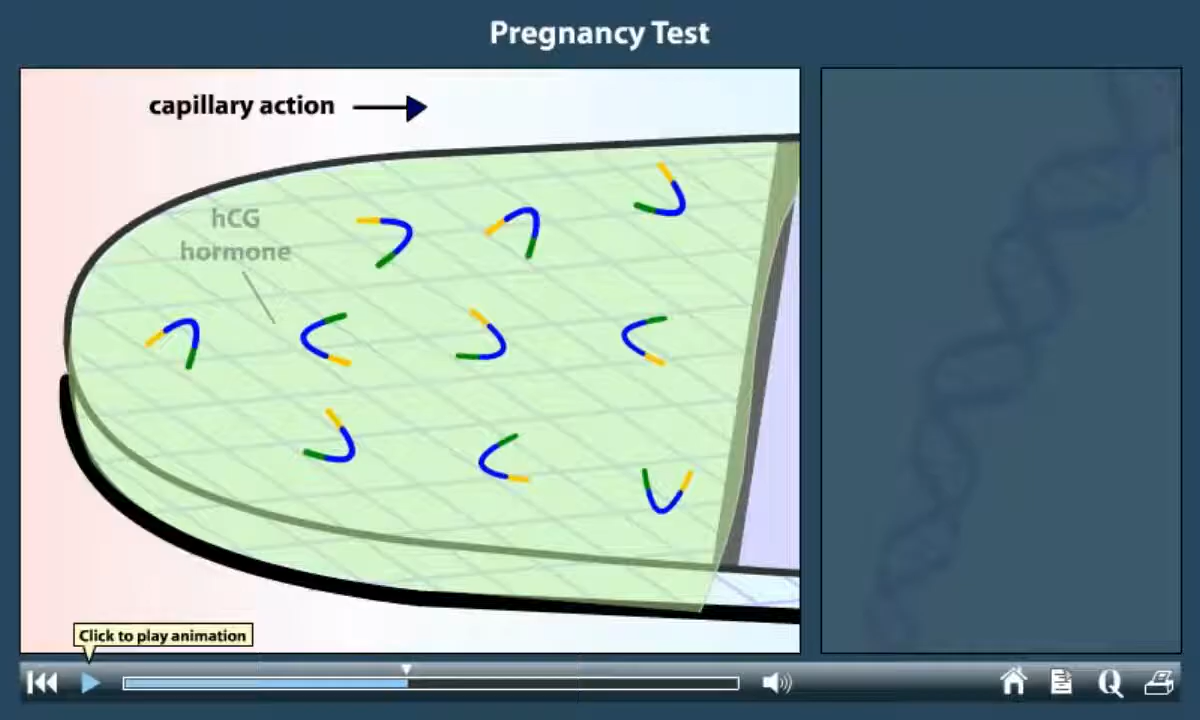 Pregnancy Test
capillary action
hCG
hormone
Click to play animation
Q